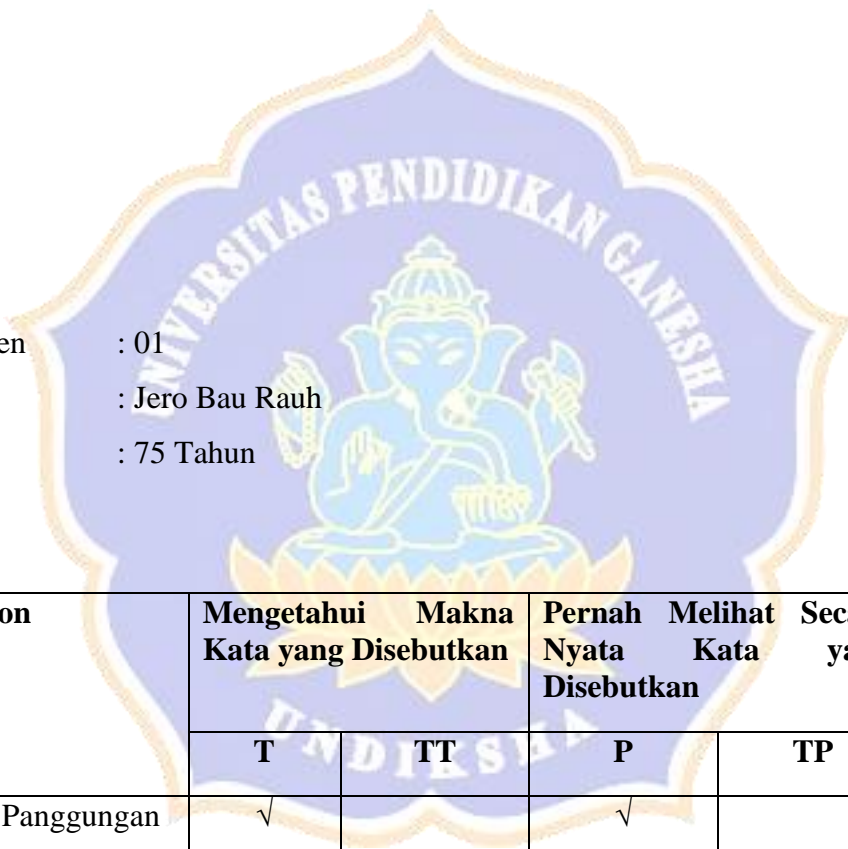 UNIVERSITAS PENDIDIKAN GANESHA
en : 01
: Jero Bau Rauh
: 75 Tahun
on Mengetahui Makna Pernah Melihat Seca
Kata yang Disebutkan Nyata Kata ya
Disebutkan
UNDIKSHA
T TT P TP
Panggungan √ √